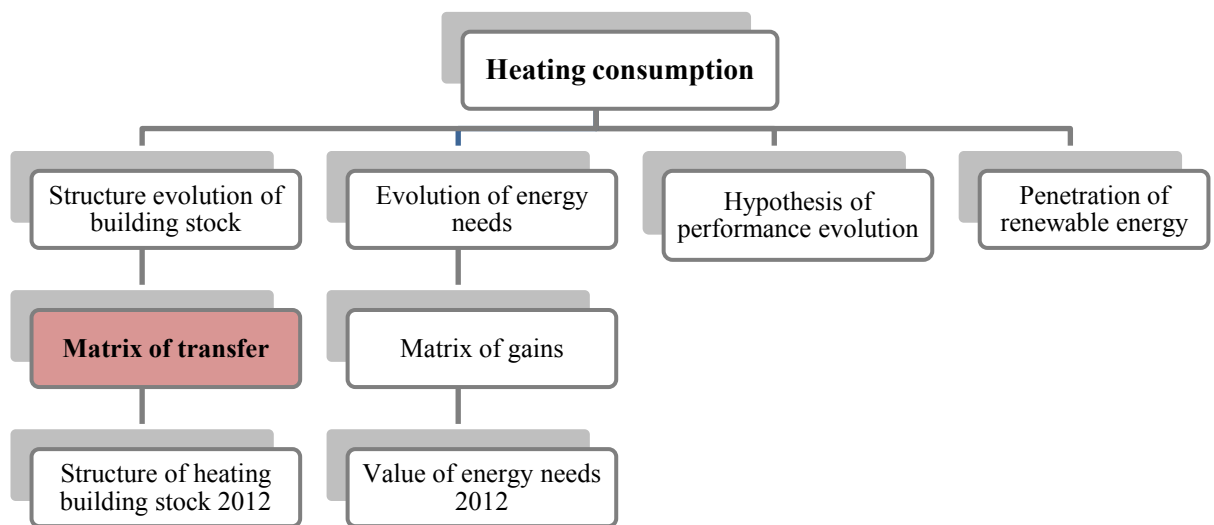 Heating consumption
Structure evolution of
building stock
Evolution of energy
needs
Hypothesis of
performance evolution
Penetration of
renewable energy
Matrix of transfer
Matrix of gains
Structure of heating
building stock 2012
Value of energy needs
2012